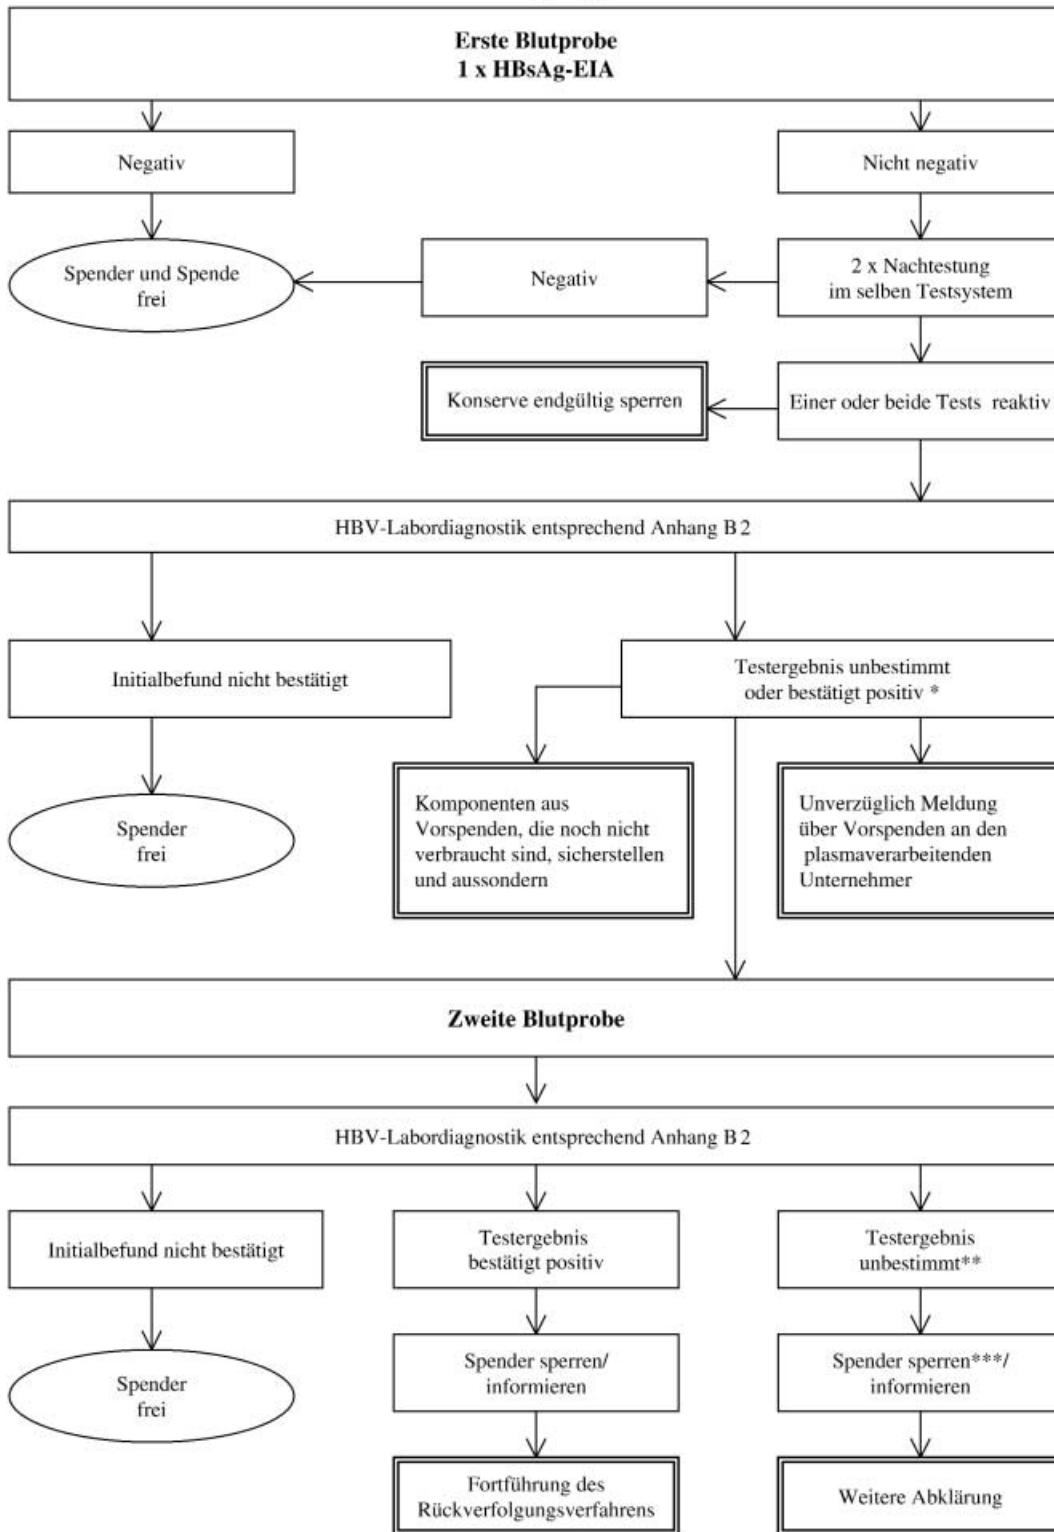 Erste Blutprobe
1 x HBsAg-EIA
Negativ
Nicht negativ
Spender und Spende
frei
Negativ
2 x Nachtestung
im selben Testsystem
Konserve endgültig sperren
Einer oder beide Tests reaktiv
HBV-Labordiagnostik entsprechend Anhang B 2
Initialbefund nicht bestätigt
Testergebnis unbestimmt
oder bestätigt positiv *
Spender
frei
Komponenten aus
Vorspenden, die noch nicht
verbraucht sind, sicherstellen
und aussondern
Unverzüglich Meldung
über Vorspenden an den
plasmaverarbeitenden
Unternehmer
Zweite Blutprobe
HBV-Labordiagnostik entsprechend Anhang B 2
Initialbefund nicht bestätigt
Testergebnis
bestätigt positiv
Testergebnis
unbestimmt**
Spender
frei
Spender sperren/
informieren
Spender sperren***/
informieren
Fortführung des
Rückverfolgungsverfahrens
Weitere Abklärung